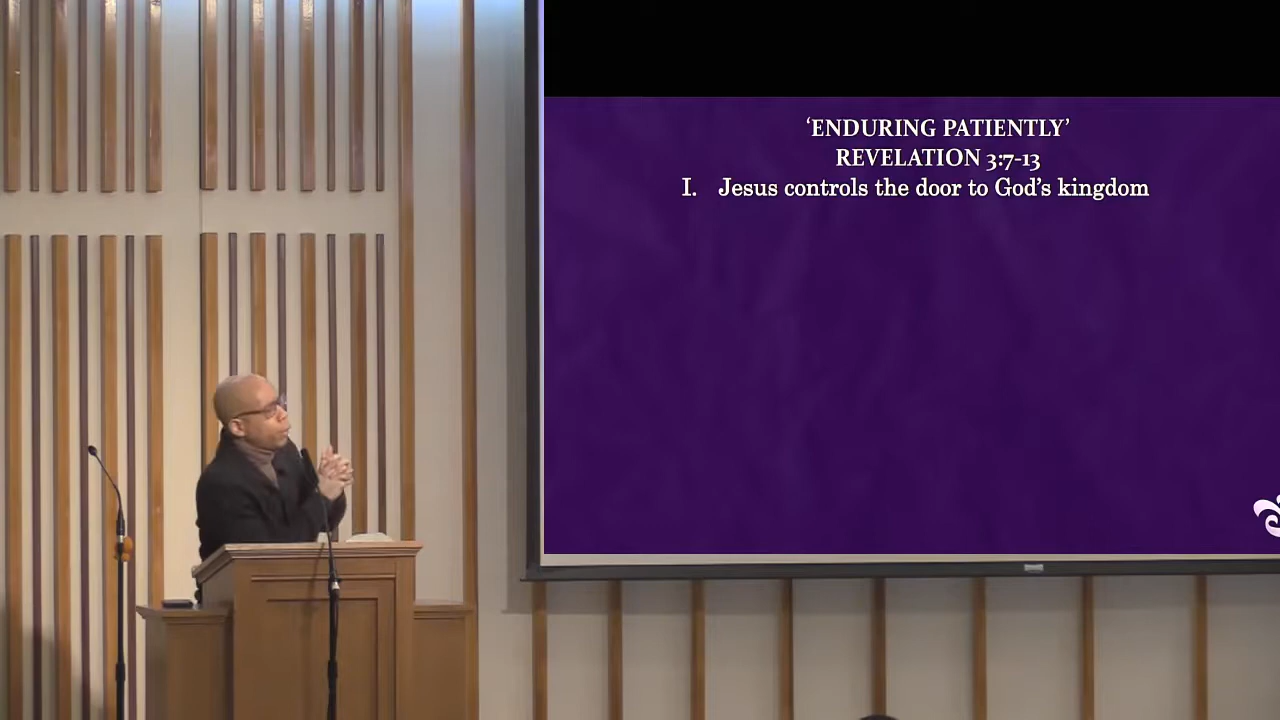 ‘ENDURING PATIENTLY’
REVELATION 3:7-13
I. Jesus controls the door to God’s kingdom